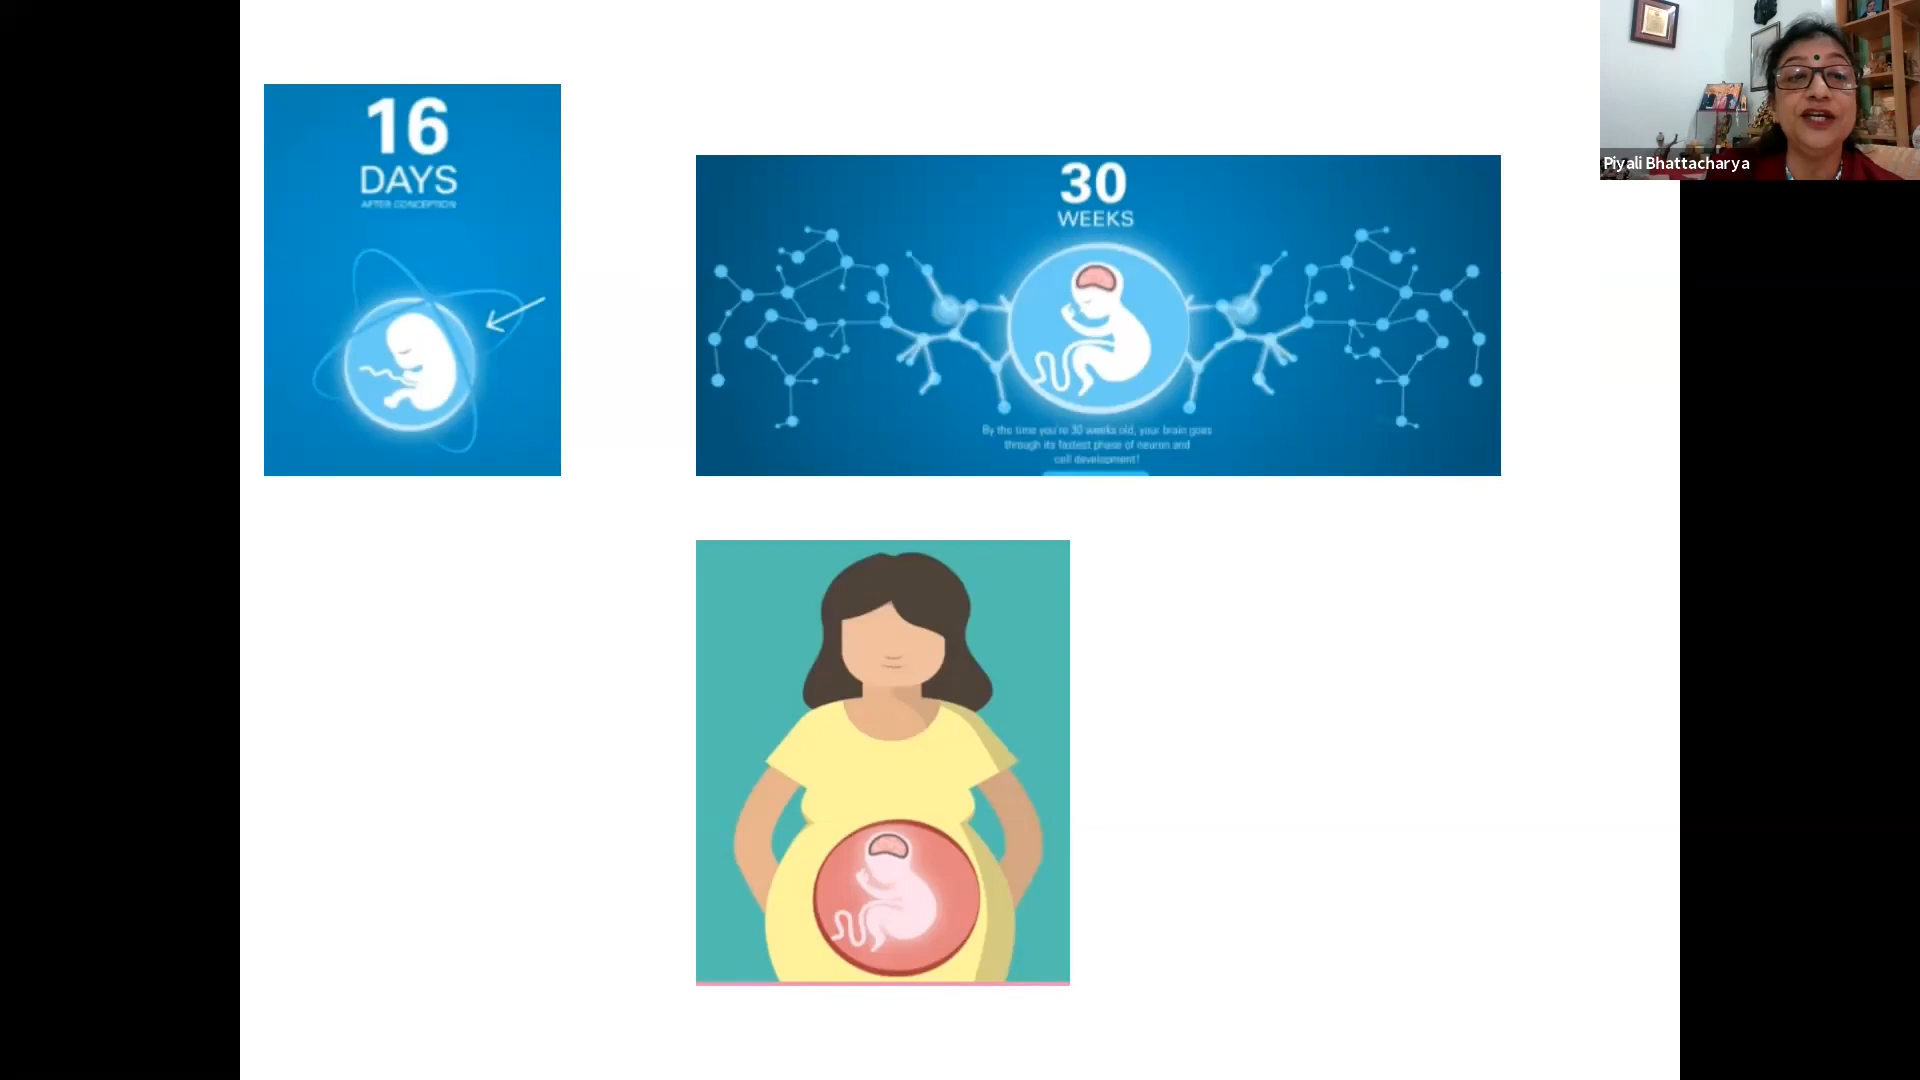 16
DAYS
AFTER CONCEPTION
30
WEEKS
By the time you're 30 weeks old, your brain goes
through its fastest phase of neuron and
cell development!
Piyali Bhattacharya